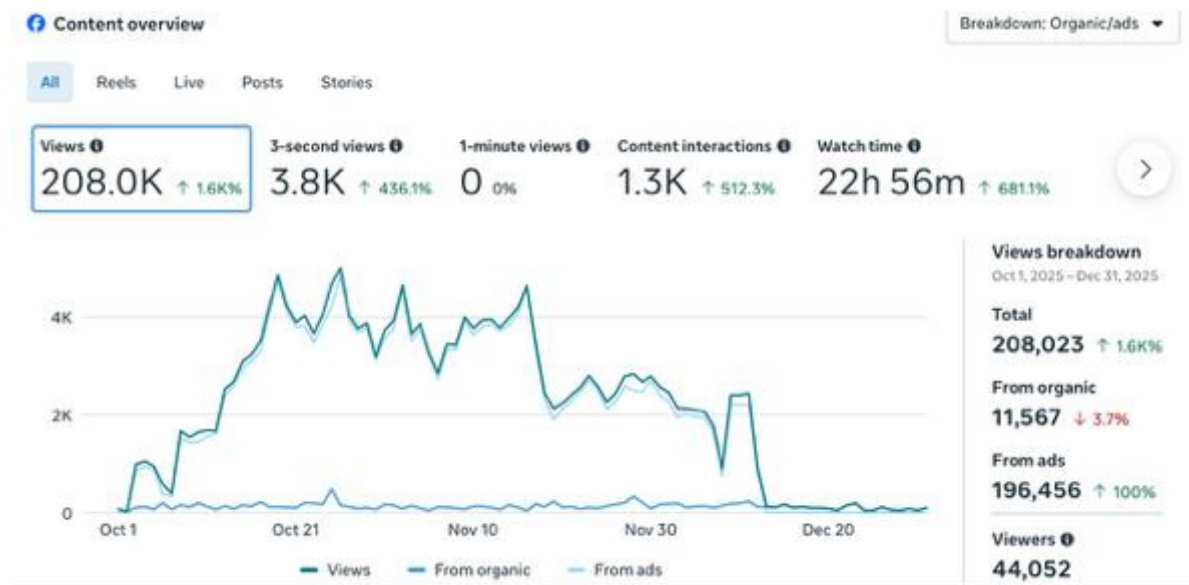 Content overview
Breakdown: Organic/ads
All Reels Live Posts Stories
Views 3-second views 1-minute views Content interactions Watch time
208.0K ↑ 1.6K% 3.8K ↑ 436.1% 0 0% 1.3K ↑ 512.3% 22h 56m ↑ 681.1%
Views breakdown
Oct 1, 2025 – Dec 31, 2025
Total
208,023 ↑ 1.6K%
From organic
11,567 ↓ 3.7%
From ads
196,456 ↑ 100%
Viewers
44,052
4K
2K
0
Oct 1 Oct 21 Nov 10 Nov 30 Dec 20
Views From organic From ads